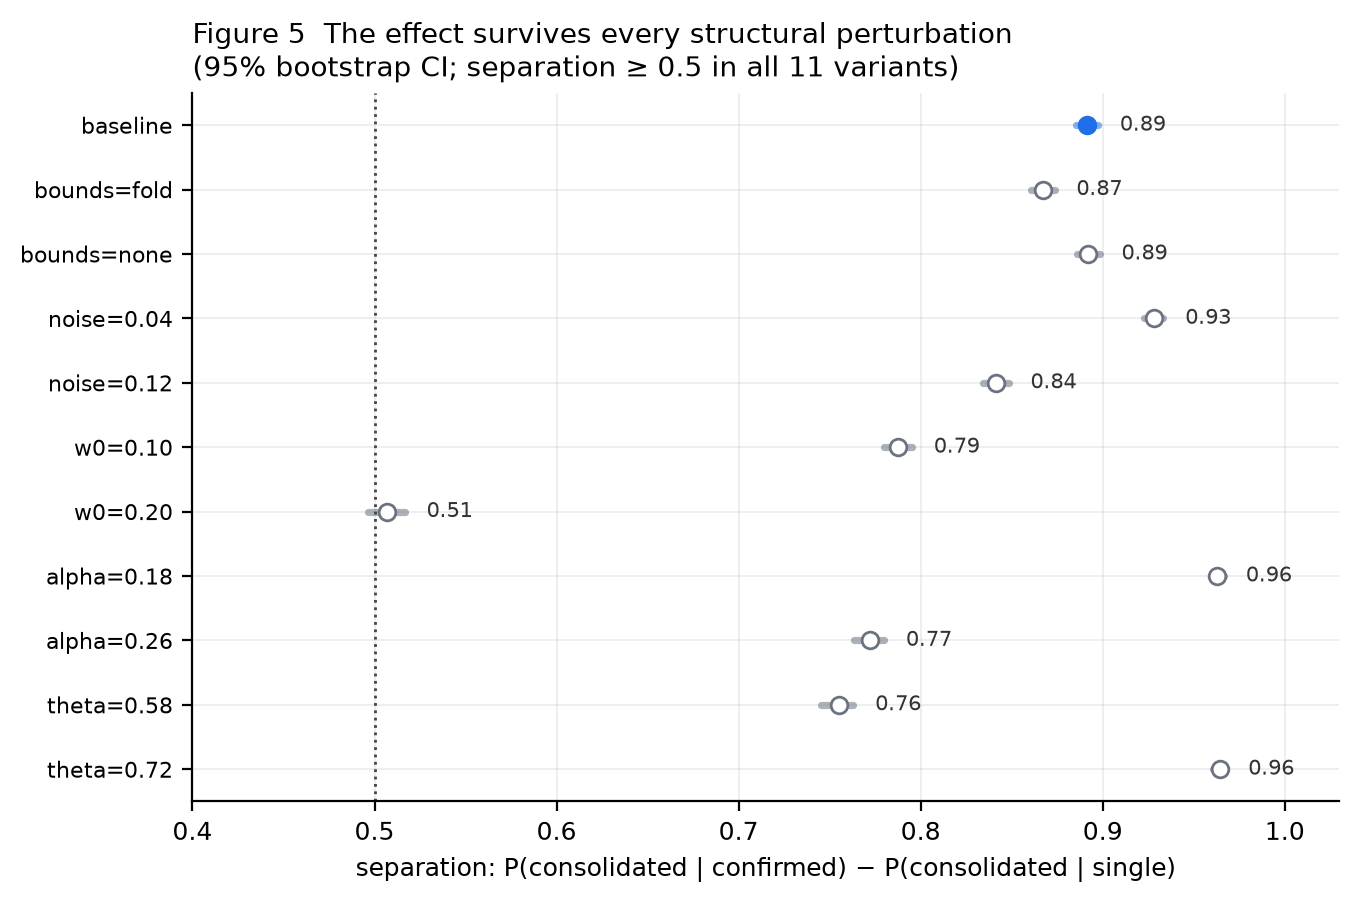 Figure 5  The effect survives every structural perturbation
(95% bootstrap CI; separation ≥ 0.5 in all 11 variants)
baseline 0.89
bounds=fold 0.87
bounds=none 0.89
noise=0.04 0.93
noise=0.12 0.84
w0=0.10 0.79
w0=0.20 0.51
alpha=0.18 0.96
alpha=0.26 0.77
theta=0.58 0.76
theta=0.72 0.96
0.4 0.5 0.6 0.7 0.8 0.9 1.0
separation: P(consolidated | confirmed) − P(consolidated | single)